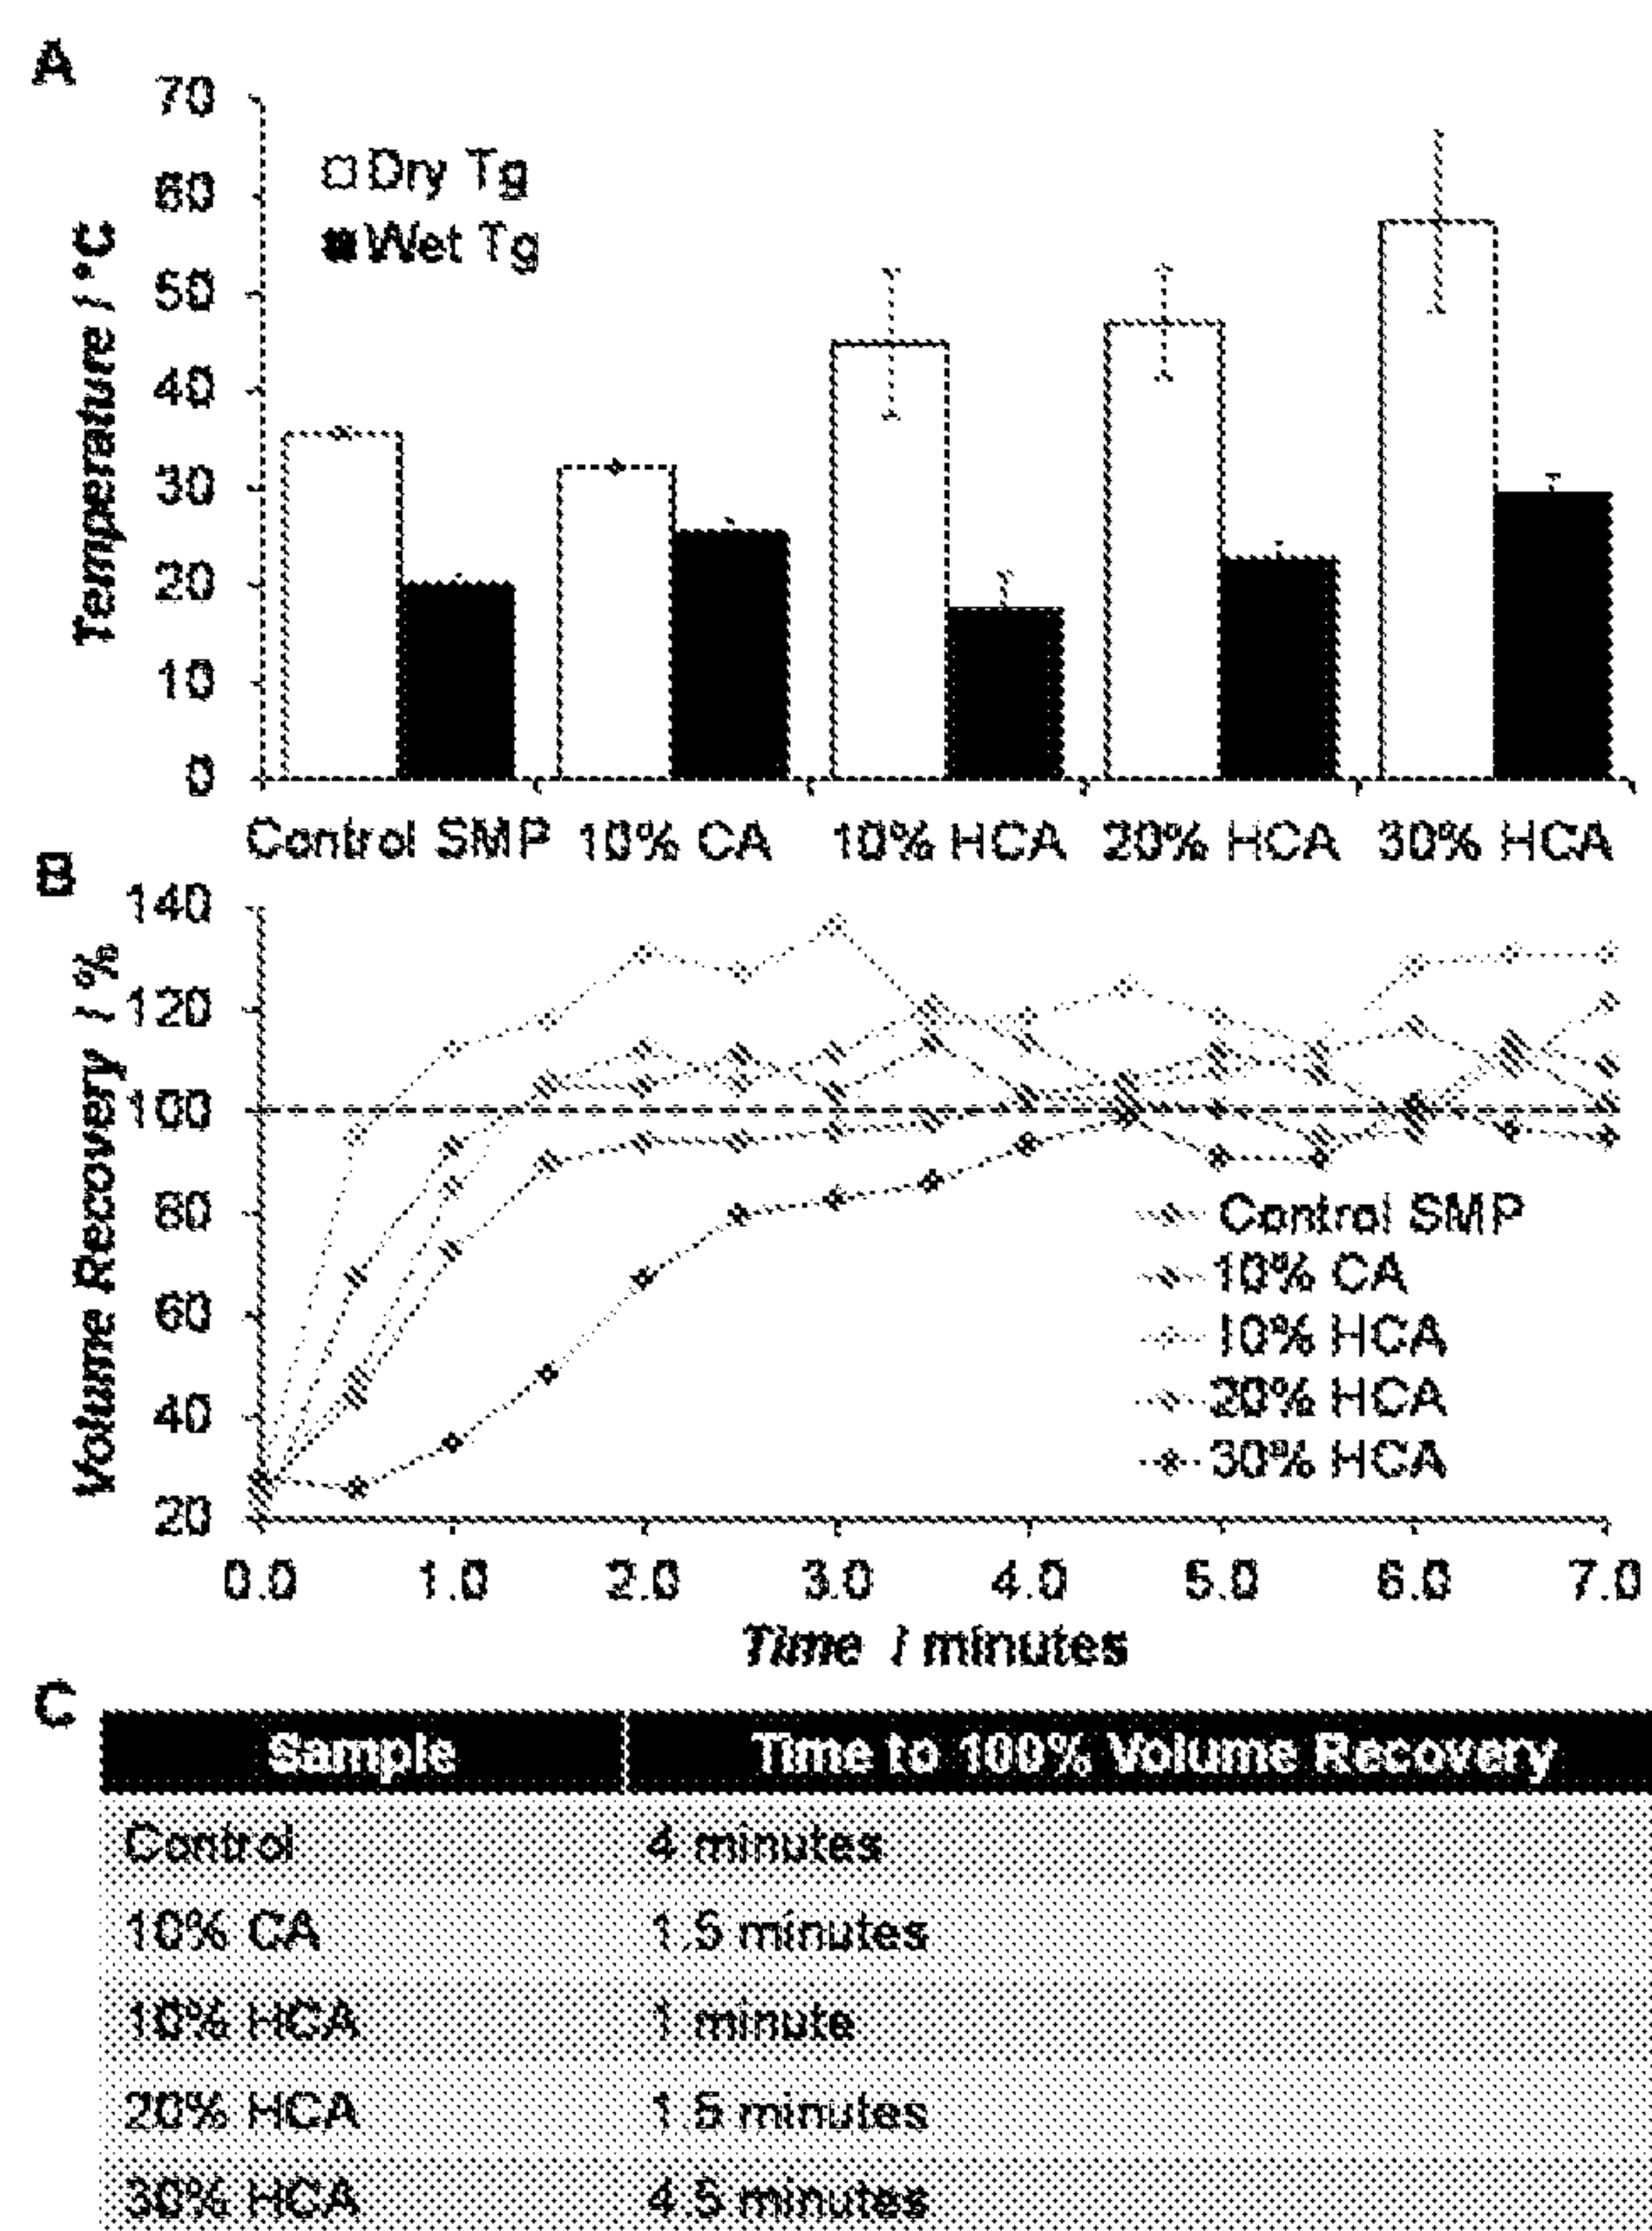 A
70
60
50
40
30
20
10
0
Temperature / °C
Dry Tg
Wet Tg
Control SMP 10% CA 10% HCA 20% HCA 30% HCA
B
140
120
100
80
60
40
20
Volume Recovery / %
Control SMP
10% CA
10% HCA
20% HCA
30% HCA
0.0 1.0 2.0 3.0 4.0 5.0 6.0 7.0
Time / minutes
C
Sample Time to 100% Volume Recovery
Control 4 minutes
10% CA 1.5 minutes
10% HCA 1 minute
20% HCA 1.5 minutes
30% HCA 4.5 minutes